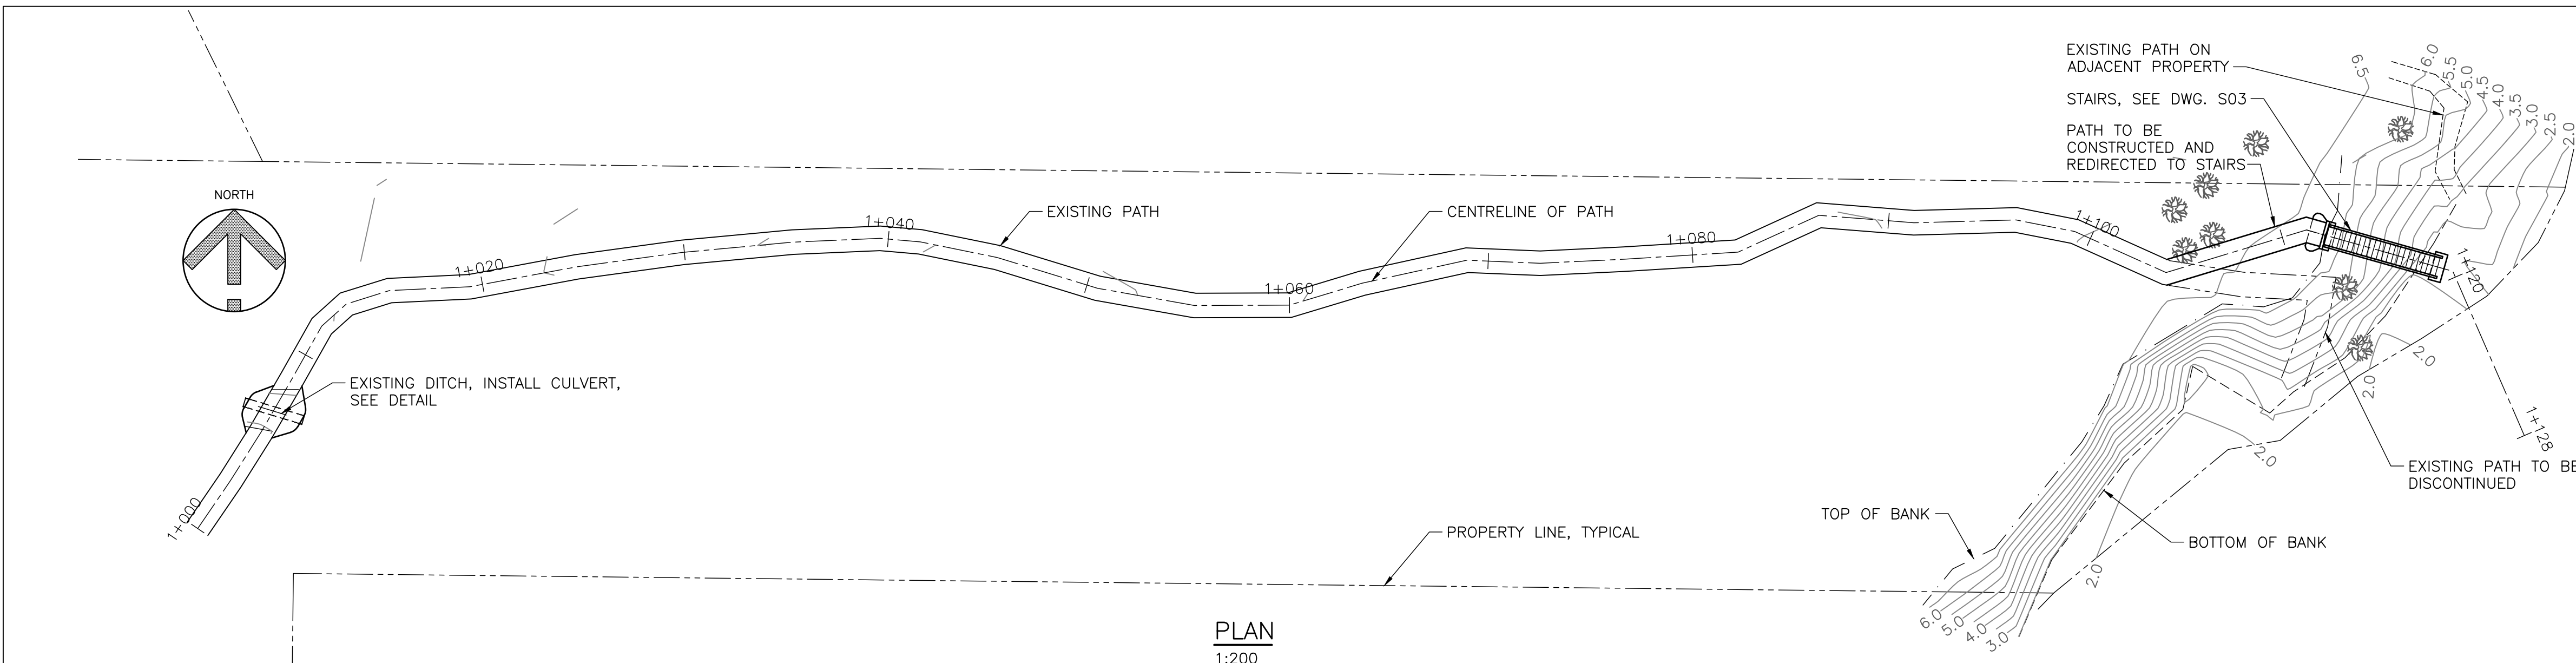 EXISTING PATH ON
ADJACENT PROPERTY
STAIRS, SEE DWG. S03
PATH TO BE
CONSTRUCTED AND
REDIRECTED TO STAIRS
6.5
6.0
5.5
5.0
4.5
4.0
3.5
3.0
2.5
2.0
NORTH
EXISTING PATH
CENTRELINE OF PATH
1+000
1+020
1+040
1+060
1+080
1+100
1+120
1+128
EXISTING DITCH, INSTALL CULVERT,
SEE DETAIL
2.0
2.0
2.0
2.0
EXISTING PATH TO BE
DISCONTINUED
TOP OF BANK
BOTTOM OF BANK
PROPERTY LINE, TYPICAL
6.0
5.0
4.0
3.0
PLAN
1:200